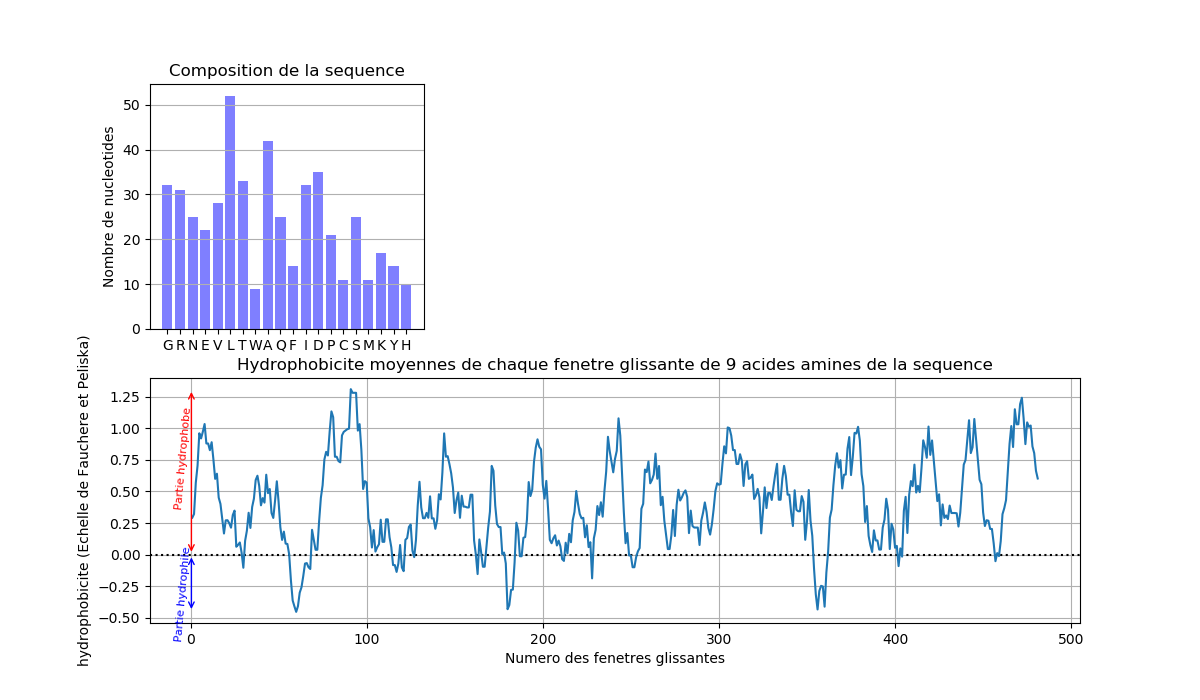 Composition de la sequence
Nombre de nucleotides
50
40
30
20
10
0
G R N E V L T W A Q F I D P C S M K Y H
Hydrophobicite moyennes de chaque fenetre glissante de 9 acides amines de la sequence
hydrophobicite (Echelle de Fauchere et Peliska)
1.25
1.00
0.75
0.50
0.25
0.00
−0.25
−0.50
Partie hydrophobe
Partie hydrophile
0 100 200 300 400 500
Numero des fenetres glissantes